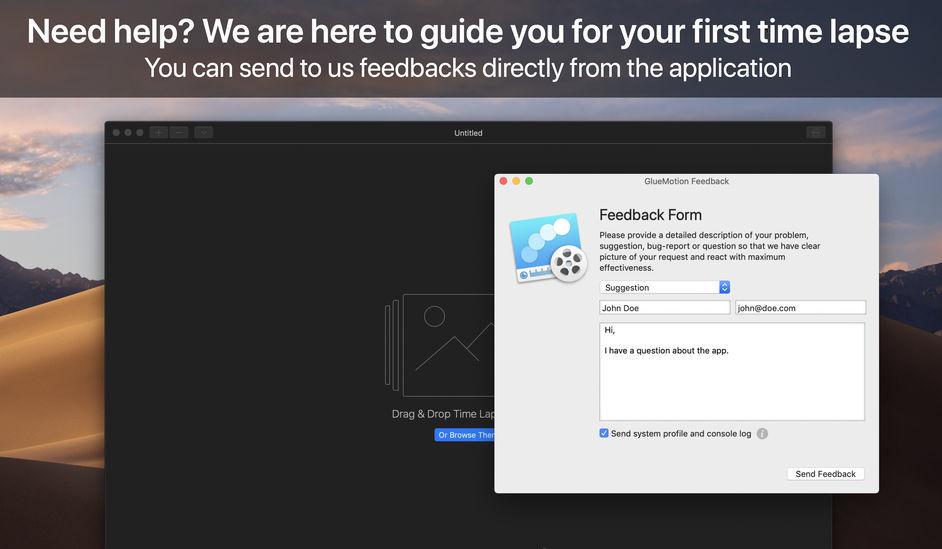 Need help? We are here to guide you for your first time lapse
You can send to us feedbacks directly from the application
Untitled
GlueMotion Feedback
Feedback Form
Please provide a detailed description of your problem,
suggestion, bug-report or question so that we have clear
picture of your request and react with maximum
effectiveness.
Suggestion
John Doe
john@doe.com
Hi,
I have a question about the app.
Send system profile and console log
Send Feedback
Drag & Drop Time
Or Browse